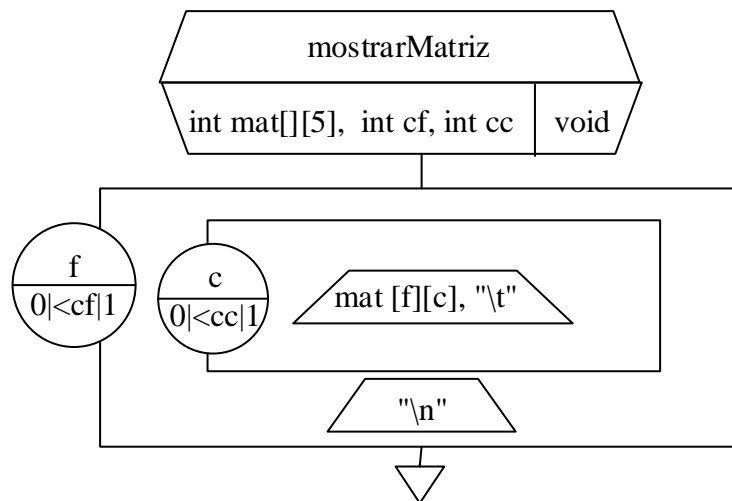 mostrarMatriz
int mat[][5],  int cf, int cc
void
f
0|<cf|1
c
0|<cc|1
mat [f][c], "\t"
"\n"